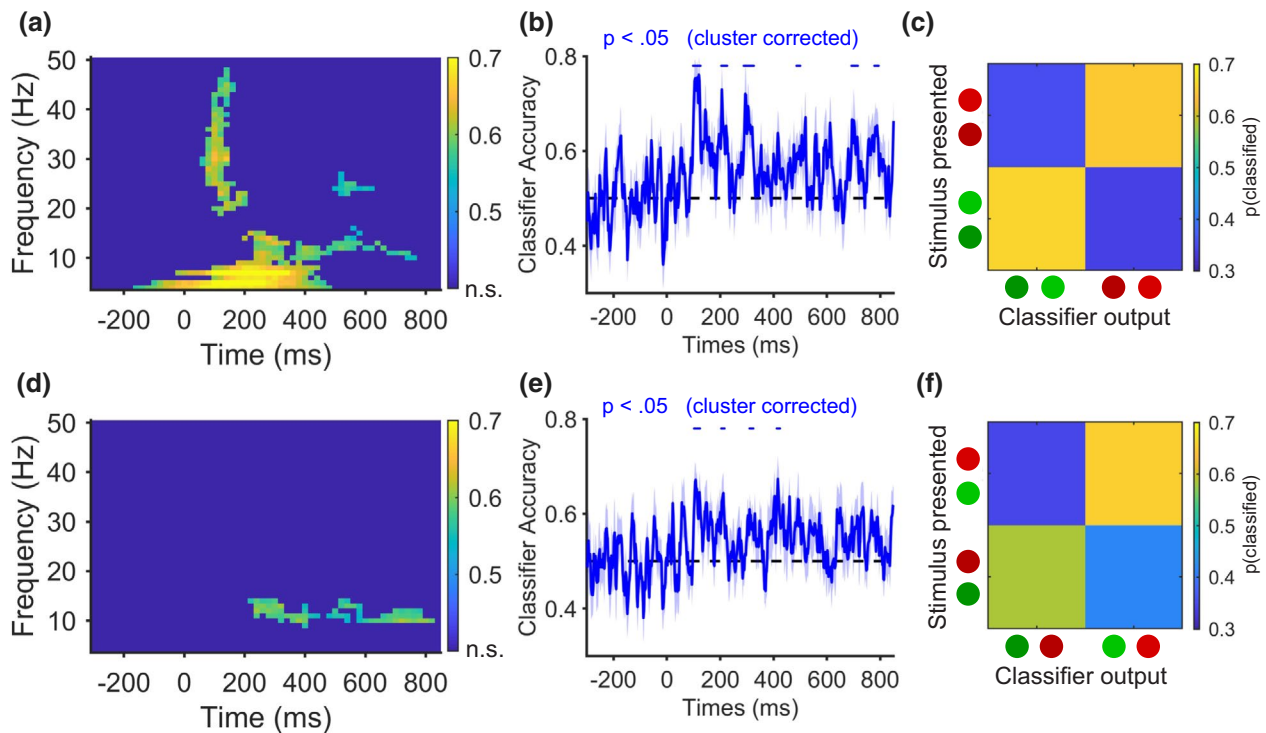 (a)
Frequency (Hz)
50
40
30
20
10
-200 0 200 400 600 800
Time (ms)
0.7
0.6
0.5
n.s.
(b)
p < .05 (cluster corrected)
Classifier Accuracy
0.8
0.6
0.4
-200 0 200 400 600 800
Times (ms)
(c)
Stimulus presented
Classifier output
0.7
0.6
0.5
0.4
0.3
p(classified)
(d)
Frequency (Hz)
50
40
30
20
10
-200 0 200 400 600 800
Time (ms)
0.7
0.6
0.5
n.s.
(e)
p < .05 (cluster corrected)
Classifier Accuracy
0.8
0.6
0.4
-200 0 200 400 600 800
Times (ms)
(f)
Stimulus presented
Classifier output
0.7
0.6
0.5
0.4
0.3
p(classified)